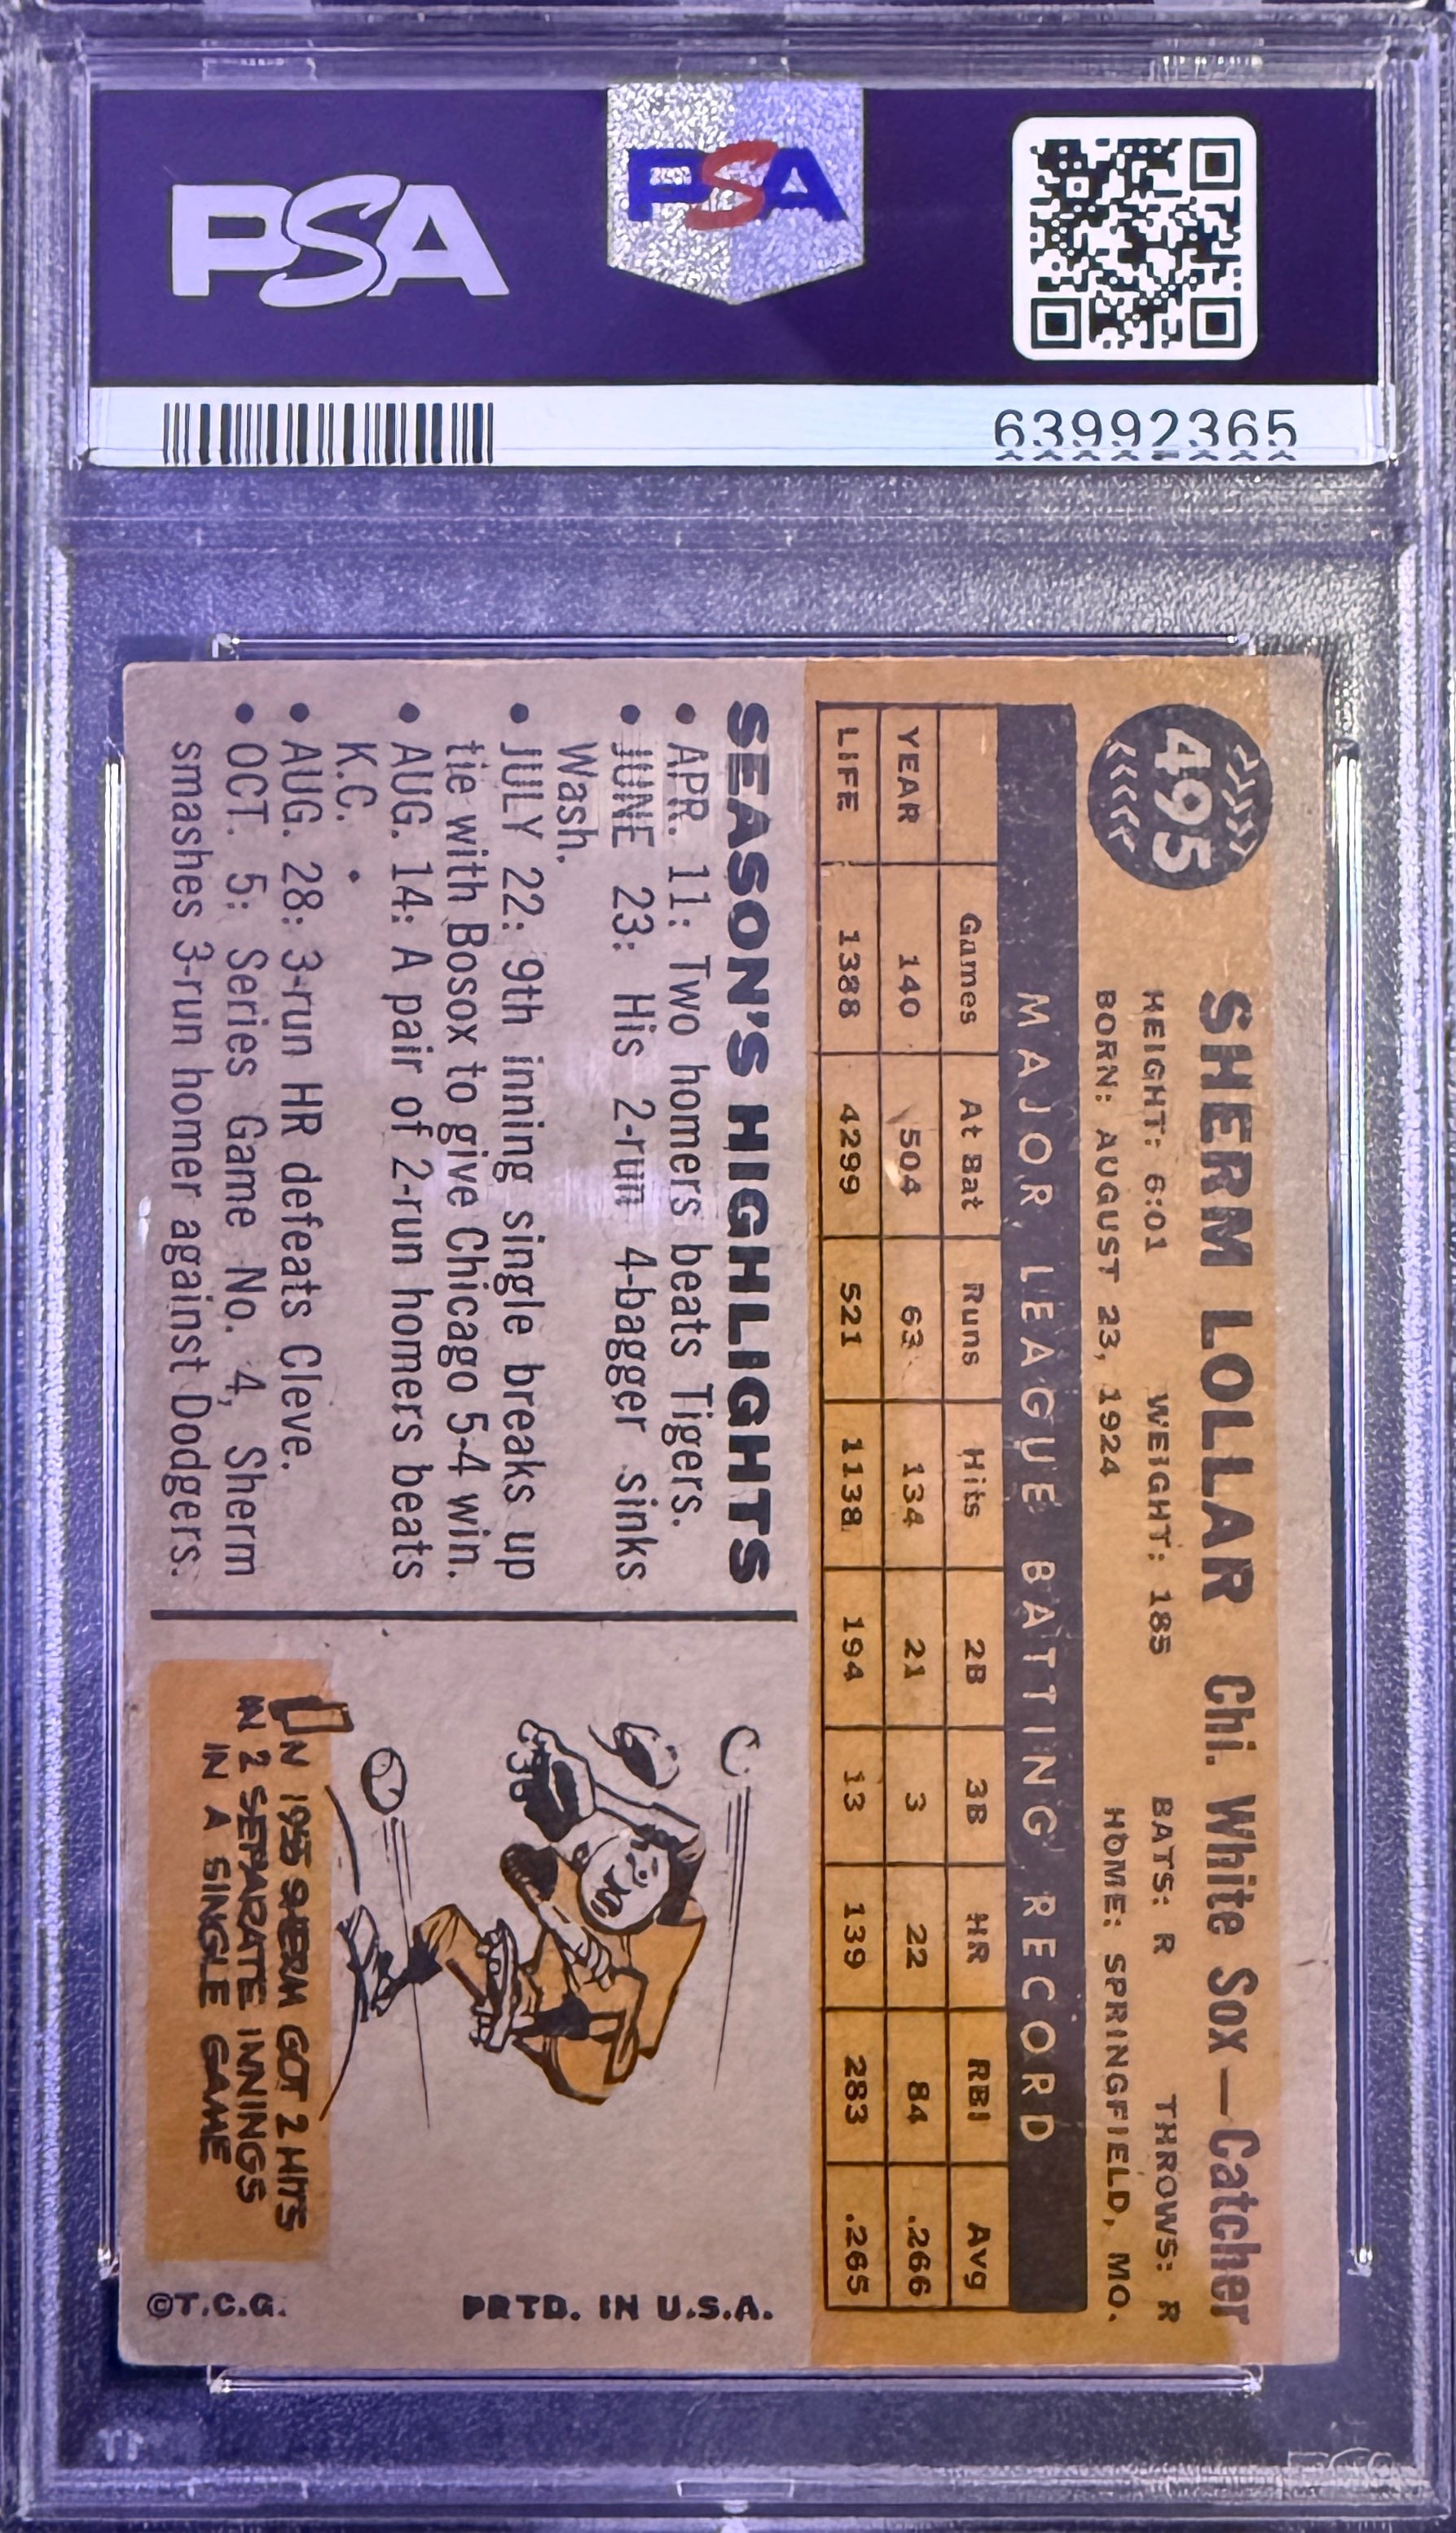 PSA
PSA
63992365
495
SHERM LOLLAR Chi. White Sox—Catcher
HEIGHT: 6:01 WEIGHT: 185 BATS: R THROWS: R
BORN: AUGUST 23, 1924 HOME: SPRINGFIELD, MO.
MAJOR LEAGUE BATTING RECORD
Games At Bat Runs Hits 2B 3B HR RBI Avg
YEAR 140 504 63 134 21 3 22 84 .266
LIFE 1388 4299 521 1138 194 13 139 283 .265
SEASON'S HIGHLIGHTS
• APR. 11: Two homers beats Tigers.
• JUNE 23: His 2-run 4-bagger sinks
Wash.
• JULY 22: 9th inning single breaks up
tie with Bosox to give Chicago 5-4 win.
• AUG. 14: A pair of 2-run homers beats
K.C.
• AUG. 28: 3-run HR defeats Cleve.
• OCT. 5: Series Game No. 4, Sherm
smashes 3-run homer against Dodgers.
IN 1955 SHERM GOT 2 HITS
IN 2 SEPARATE INNINGS
IN A SINGLE GAME
©T.C.G. PRTD. IN U.S.A.